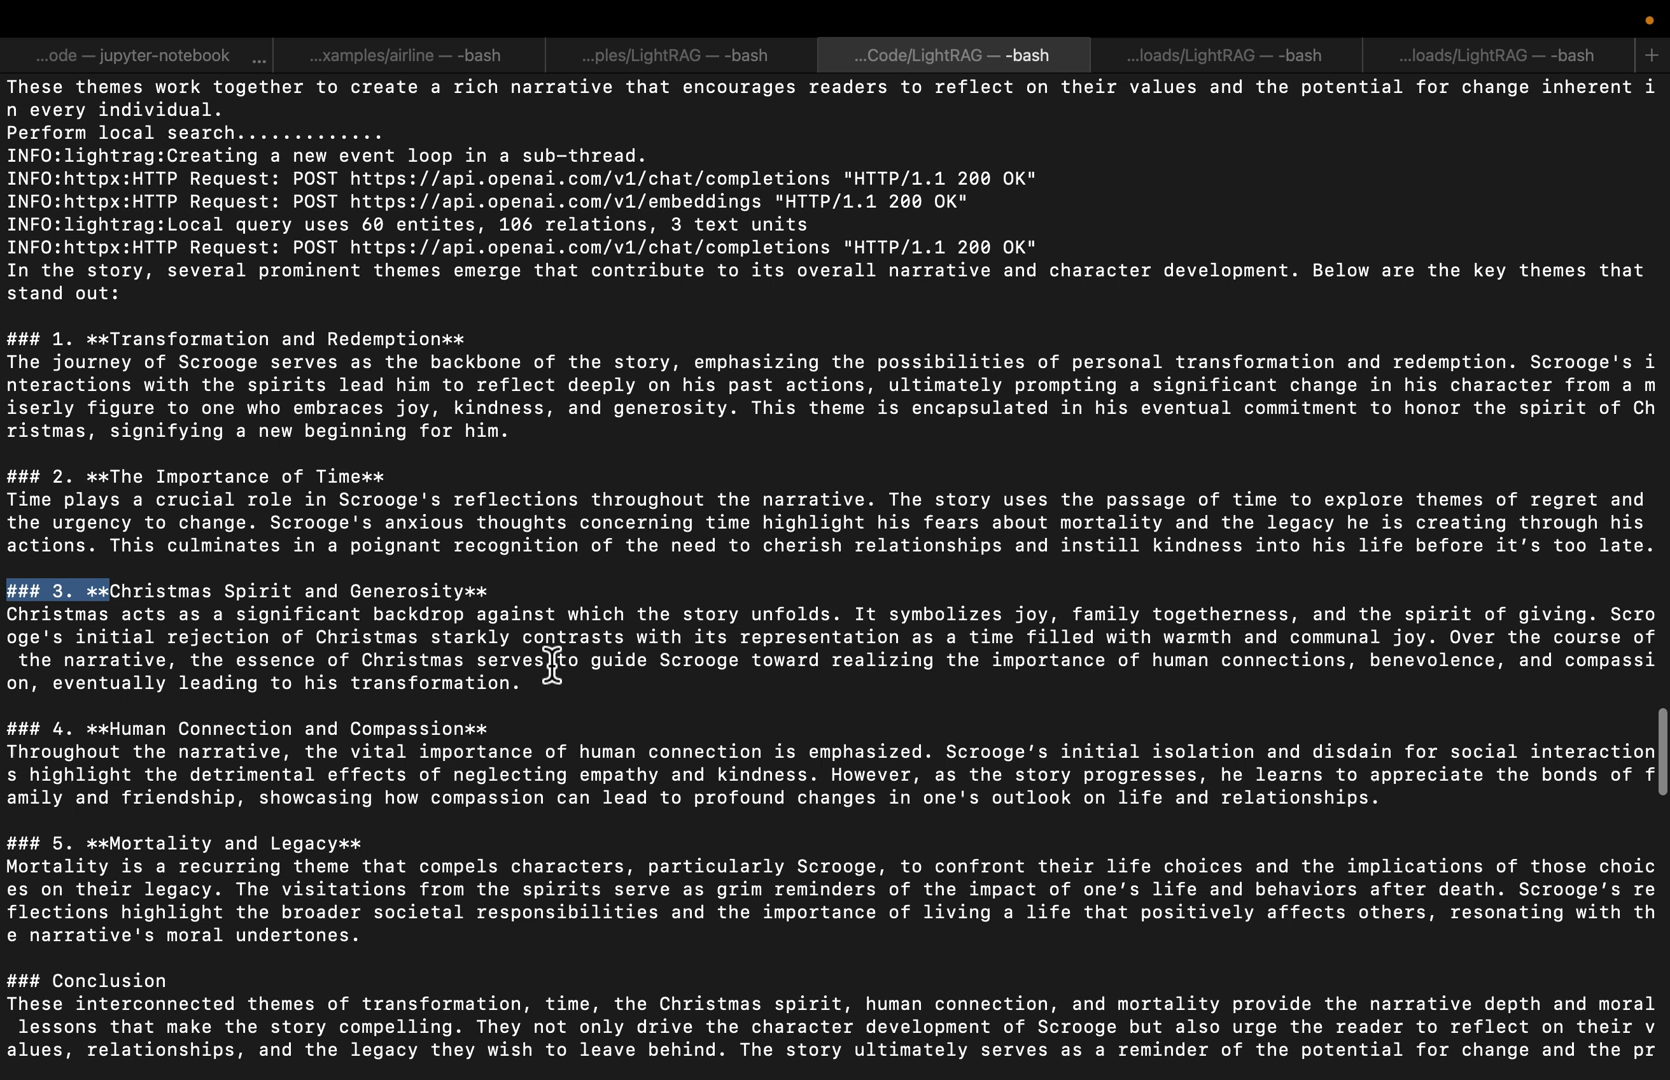 ...ode — jupyter-notebook ... ...xamples/airline — -bash ...ples/LightRAG — -bash ...Code/LightRAG — -bash ...loads/LightRAG — -bash ...loads/LightRAG — -bash +
These themes work together to create a rich narrative that encourages readers to reflect on their values and the potential for change inherent i
n every individual.
Perform local search.............
INFO:lightrag:Creating a new event loop in a sub-thread.
INFO:httpx:HTTP Request: POST https://api.openai.com/v1/chat/completions "HTTP/1.1 200 OK"
INFO:httpx:HTTP Request: POST https://api.openai.com/v1/embeddings "HTTP/1.1 200 OK"
INFO:lightrag:Local query uses 60 entites, 106 relations, 3 text units
INFO:httpx:HTTP Request: POST https://api.openai.com/v1/chat/completions "HTTP/1.1 200 OK"
In the story, several prominent themes emerge that contribute to its overall narrative and character development. Below are the key themes that
stand out:
### 1. **Transformation and Redemption**
The journey of Scrooge serves as the backbone of the story, emphasizing the possibilities of personal transformation and redemption. Scrooge's i
nteractions with the spirits lead him to reflect deeply on his past actions, ultimately prompting a significant change in his character from a m
iserly figure to one who embraces joy, kindness, and generosity. This theme is encapsulated in his eventual commitment to honor the spirit of Ch
ristmas, signifying a new beginning for him.
### 2. **The Importance of Time**
Time plays a crucial role in Scrooge's reflections throughout the narrative. The story uses the passage of time to explore themes of regret and
the urgency to change. Scrooge's anxious thoughts concerning time highlight his fears about mortality and the legacy he is creating through his
actions. This culminates in a poignant recognition of the need to cherish relationships and instill kindness into his life before it’s too late.
### 3. **Christmas Spirit and Generosity**
Christmas acts as a significant backdrop against which the story unfolds. It symbolizes joy, family togetherness, and the spirit of giving. Scro
oge's initial rejection of Christmas starkly contrasts with its representation as a time filled with warmth and communal joy. Over the course of
the narrative, the essence of Christmas serves to guide Scrooge toward realizing the importance of human connections, benevolence, and compassi
on, eventually leading to his transformation.
### 4. **Human Connection and Compassion**
Throughout the narrative, the vital importance of human connection is emphasized. Scrooge’s initial isolation and disdain for social interaction
s highlight the detrimental effects of neglecting empathy and kindness. However, as the story progresses, he learns to appreciate the bonds of f
amily and friendship, showcasing how compassion can lead to profound changes in one's outlook on life and relationships.
### 5. **Mortality and Legacy**
Mortality is a recurring theme that compels characters, particularly Scrooge, to confront their life choices and the implications of those choic
es on their legacy. The visitations from the spirits serve as grim reminders of the impact of one’s life and behaviors after death. Scrooge’s re
flections highlight the broader societal responsibilities and the importance of living a life that positively affects others, resonating with th
e narrative's moral undertones.
### Conclusion
These interconnected themes of transformation, time, the Christmas spirit, human connection, and mortality provide the narrative depth and moral
lessons that make the story compelling. They not only drive the character development of Scrooge but also urge the reader to reflect on their v
alues, relationships, and the legacy they wish to leave behind. The story ultimately serves as a reminder of the potential for change and the pr